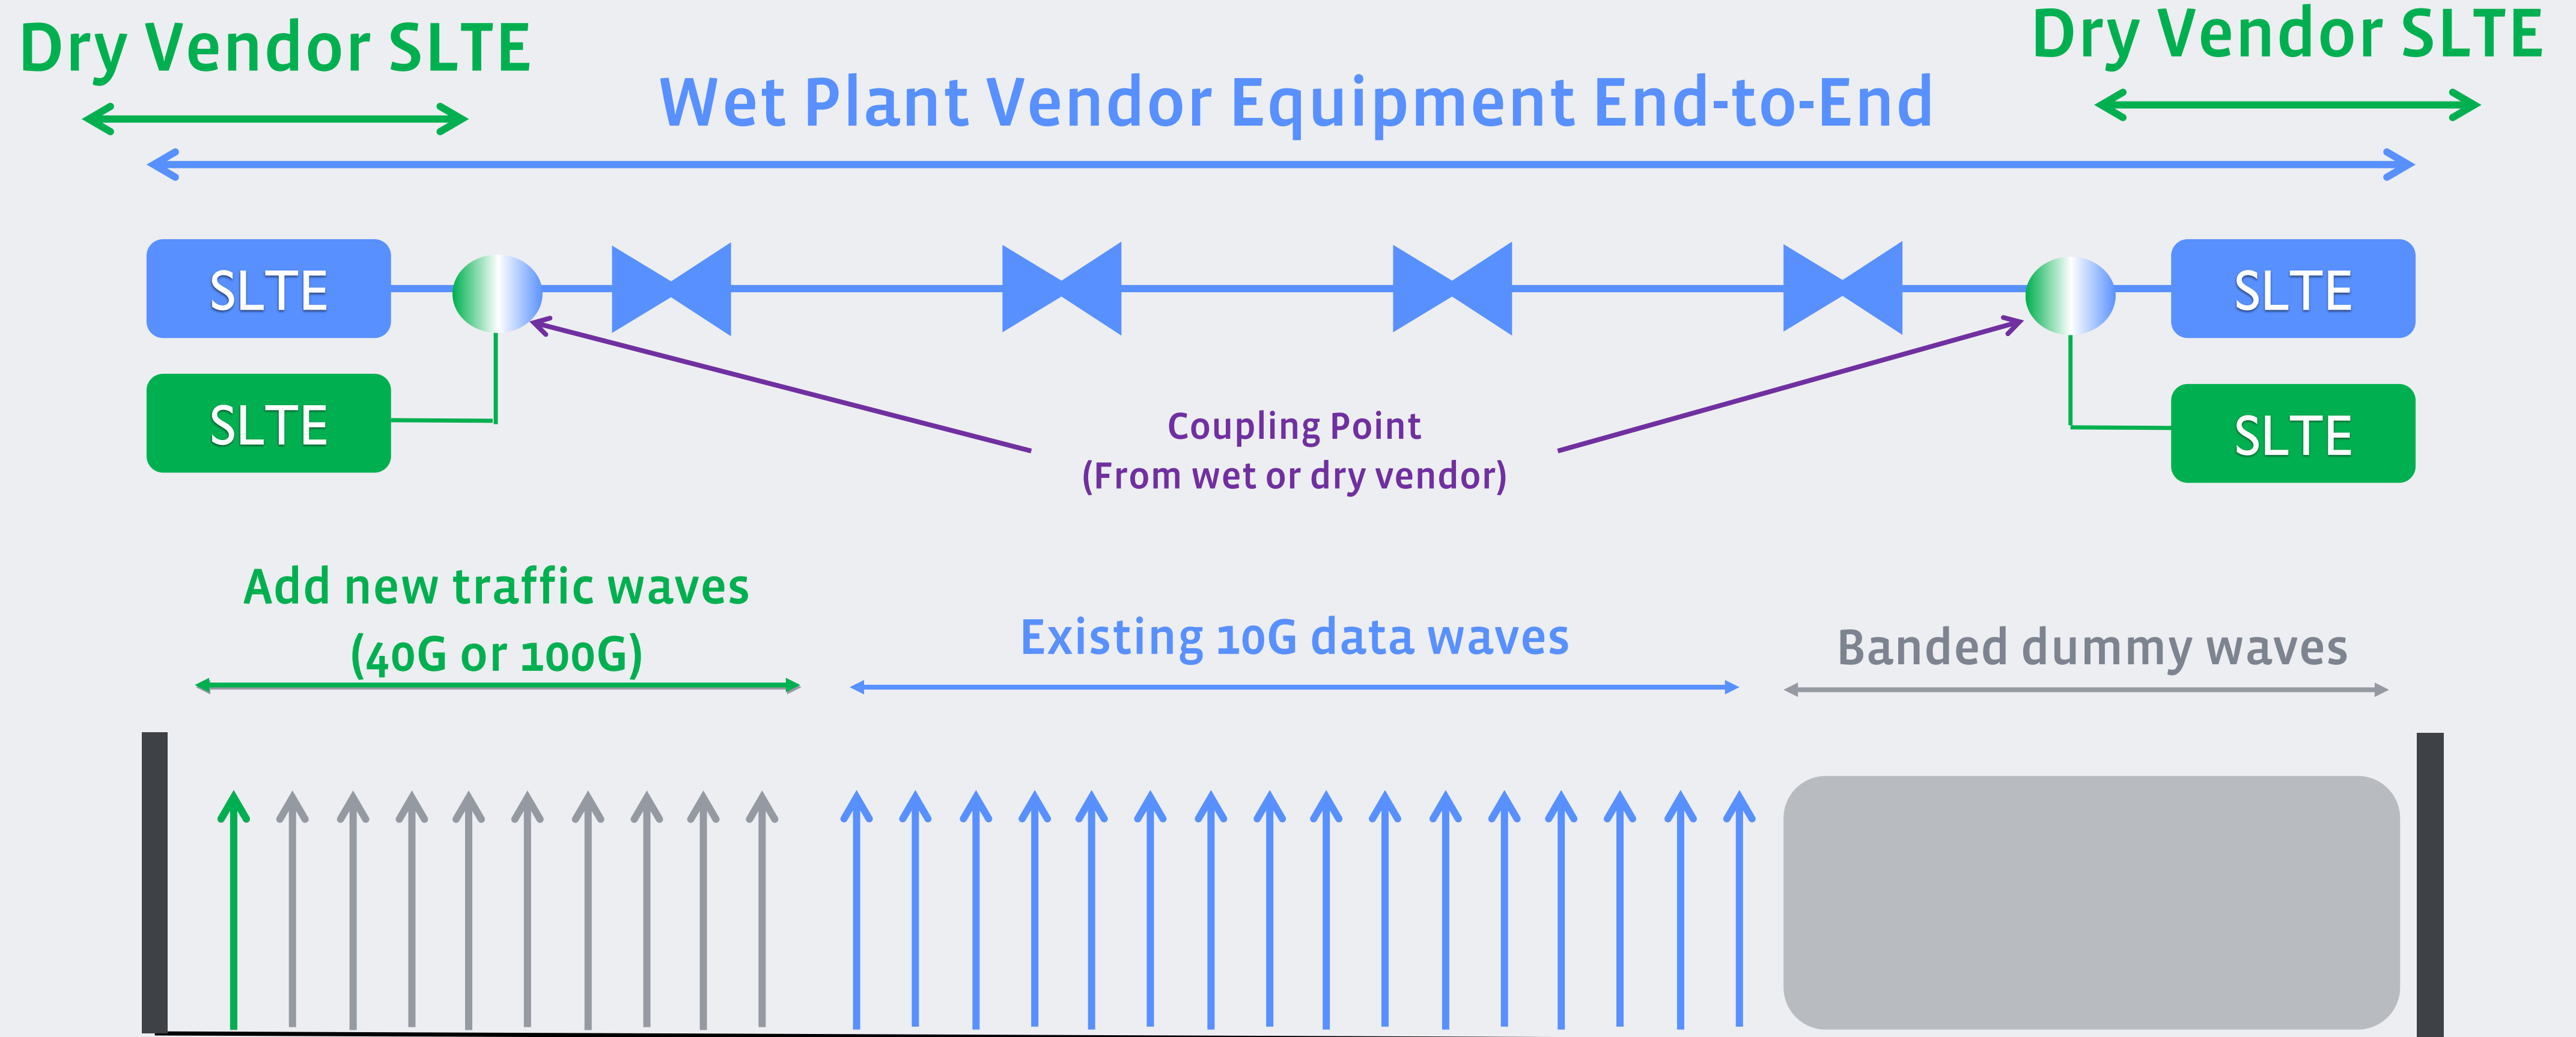 Dry Vendor SLTE
Dry Vendor SLTE
Wet Plant Vendor Equipment End-to-End
SLTE
SLTE
SLTE
SLTE
Coupling Point
(From wet or dry vendor)
Add new traffic waves
(40G or 100G)
Existing 10G data waves
Banded dummy waves